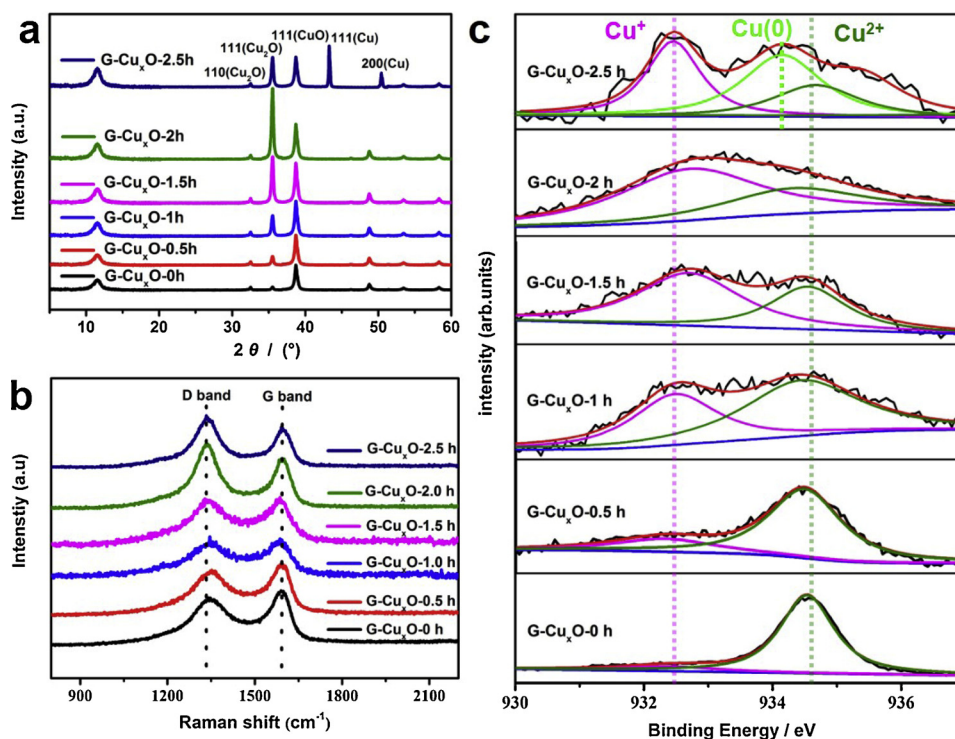 a
111(Cu₂O) 111(CuO) 111(Cu)
G-CuₓO-2.5h 110(Cu₂O) 200(Cu)
G-CuₓO-2h
G-CuₓO-1.5h
G-CuₓO-1h
G-CuₓO-0.5h
G-CuₓO-0h
Intensity (a.u.)
10 20 30 40 50 60
2 θ / (°)
b
D band G band
G-CuₓO-2.5 h
G-CuₓO-2.0 h
G-CuₓO-1.5 h
G-CuₓO-1.0 h
G-CuₓO-0.5 h
G-CuₓO-0 h
Intenstiy (a.u)
900 1200 1500 1800 2100
Raman shift (cm⁻¹)
c
Cu⁺ Cu(0) Cu²⁺
G-CuₓO-2.5 h
G-CuₓO-2 h
G-CuₓO-1.5 h
G-CuₓO-1 h
G-CuₓO-0.5 h
G-CuₓO-0 h
intensity (arb.units)
930 932 934 936
Binding Energy / eV